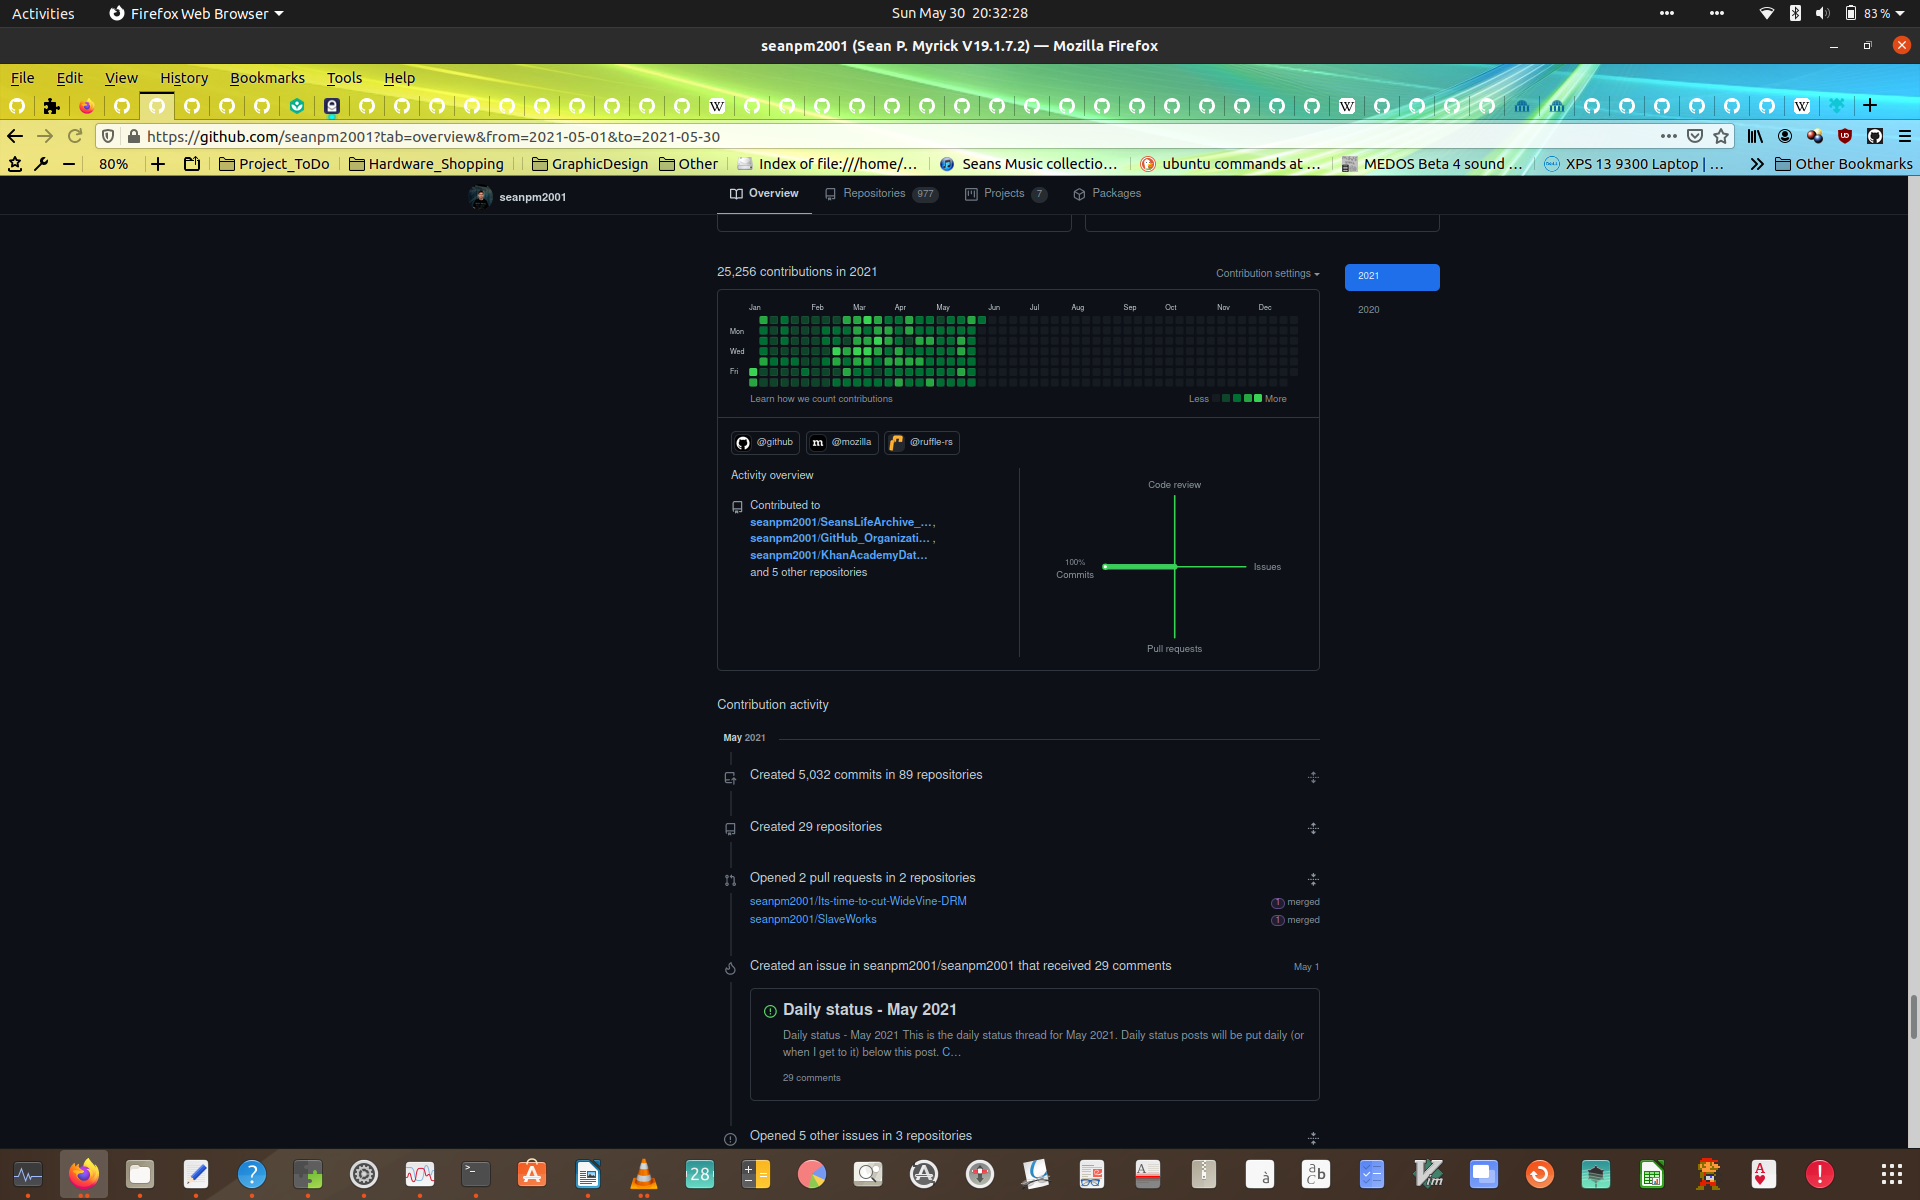 Activities
Firefox Web Browser
Sun May 30 20:32:28
83 %
seanpm2001 (Sean P. Myrick V19.1.7.2) — Mozilla Firefox
File Edit View History Bookmarks Tools Help
https://github.com/seanpm2001?tab=overview&from=2021-05-01&to=2021-05-30
80%
Project_ToDo
Hardware_Shopping
GraphicDesign
Other
Index of file:///home/…
Seans Music collectio…
ubuntu commands at …
MEDOS Beta 4 sound …
XPS 13 9300 Laptop | …
Other Bookmarks
seanpm2001
Overview
Repositories 977
Projects 7
Packages
25,256 contributions in 2021
Contribution settings
2021
2020
Jan Feb Mar Apr May Jun Jul Aug Sep Oct Nov Dec
Mon
Wed
Fri
Learn how we count contributions
Less
More
@github
@mozilla
@ruffle-rs
Activity overview
Contributed to
seanpm2001/SeansLifeArchive_…,
seanpm2001/GitHub_Organizati… ,
seanpm2001/KhanAcademyDat…
and 5 other repositories
Code review
100%
Commits
Issues
Pull requests
Contribution activity
May 2021
Created 5,032 commits in 89 repositories
Created 29 repositories
Opened 2 pull requests in 2 repositories
seanpm2001/Its-time-to-cut-WideVine-DRM
1 merged
seanpm2001/SlaveWorks
1 merged
Created an issue in seanpm2001/seanpm2001 that received 29 comments
May 1
Daily status - May 2021
Daily status - May 2021 This is the daily status thread for May 2021. Daily status posts will be put daily (or
when I get to it) below this post. C…
29 comments
Opened 5 other issues in 3 repositories
28